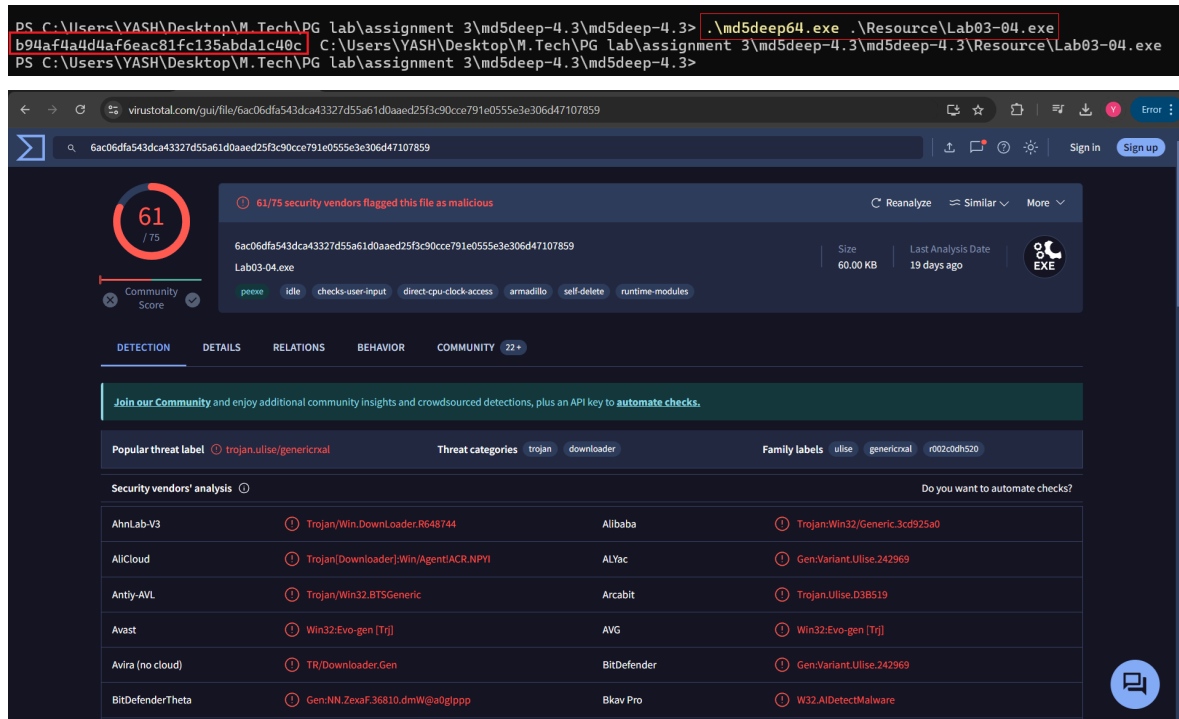 PS C:\Users\YASH\Desktop\M.Tech\PG lab\assignment 3\md5deep-4.3\md5deep-4.3> .\md5deep64.exe .\Resource\Lab03-04.exe
b94af4a4d4af6eac81fc135abda1c40c C:\Users\YASH\Desktop\M.Tech\PG lab\assignment 3\md5deep-4.3\md5deep-4.3\Resource\Lab03-04.exe
PS C:\Users\YASH\Desktop\M.Tech\PG lab\assignment 3\md5deep-4.3\md5deep-4.3>
virustotal.com/gui/file/6ac06dfa543dca43327d55a61d0aaed25f3c90cce791e0555e3e306d47107859 Y Error
6ac06dfa543dca43327d55a61d0aaed25f3c90cce791e0555e3e306d47107859 Sign in Sign up
61 / 75
Community Score
61/75 security vendors flagged this file as malicious Reanalyze Similar More
6ac06dfa543dca43327d55a61d0aaed25f3c90cce791e0555e3e306d47107859
Lab03-04.exe
Size Last Analysis Date
60.00 KB 19 days ago
EXE
peexe idle checks-user-input direct-cpu-clock-access armadillo self-delete runtime-modules
DETECTION DETAILS RELATIONS BEHAVIOR COMMUNITY 22+
Join our Community and enjoy additional community insights and crowdsourced detections, plus an API key to automate checks.
Popular threat label trojan.ulise/genericrxal Threat categories trojan downloader Family labels ulise genericrxal r002c0dh520
Security vendors' analysis Do you want to automate checks?
AhnLab-V3 Trojan/Win.DownLoader.R648744 Alibaba Trojan:Win32/Generic.3cd925a0
AliCloud Trojan[Downloader]:Win/Agent!ACR.NPYI ALYac Gen:Variant.Ulise.242969
Antiy-AVL Trojan/Win32.BTSGeneric Arcabit Trojan.Ulise.D3B519
Avast Win32:Evo-gen [Trj] AVG Win32:Evo-gen [Trj]
Avira (no cloud) TR/Downloader.Gen BitDefender Gen:Variant.Ulise.242969
BitDefenderTheta Gen:NN.ZexaF.36810.dmW@a0gIppp Bkav Pro W32.AIDetectMalware